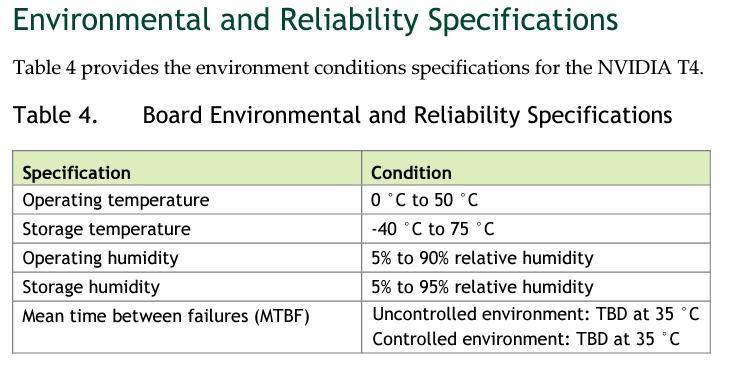 Environmental and Reliability Specifications
Table 4 provides the environment conditions specifications for the NVIDIA T4.
Table 4. Board Environmental and Reliability Specifications
Specification Condition
Operating temperature 0 °C to 50 °C
Storage temperature -40 °C to 75 °C
Operating humidity 5% to 90% relative humidity
Storage humidity 5% to 95% relative humidity
Mean time between failures (MTBF) Uncontrolled environment: TBD at 35 °C
Controlled environment: TBD at 35 °C